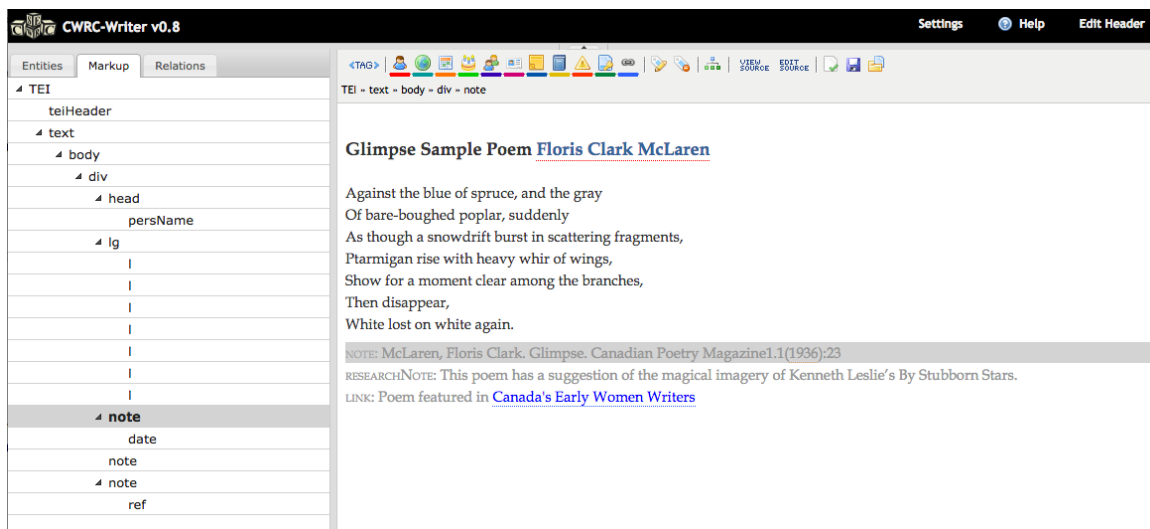 CWRC-Writer v0.8
Settings
Help
Edit Header
Entities
Markup
Relations
<TAG>
VIEW SOURCE
EDIT SOURCE
TEI
teiHeader
text
body
div
head
persName
lg
l
l
l
l
l
l
l
note
date
note
note
ref
TEI » text » body » div » note
Glimpse Sample Poem Floris Clark McLaren
Against the blue of spruce, and the gray
Of bare-boughed poplar, suddenly
As though a snowdrift burst in scattering fragments,
Ptarmigan rise with heavy whir of wings,
Show for a moment clear among the branches,
Then disappear,
White lost on white again.
NOTE: McLaren, Floris Clark. Glimpse. Canadian Poetry Magazine1.1(1936):23
RESEARCHNOTE: This poem has a suggestion of the magical imagery of Kenneth Leslie's By Stubborn Stars.
LINK: Poem featured in Canada's Early Women Writers